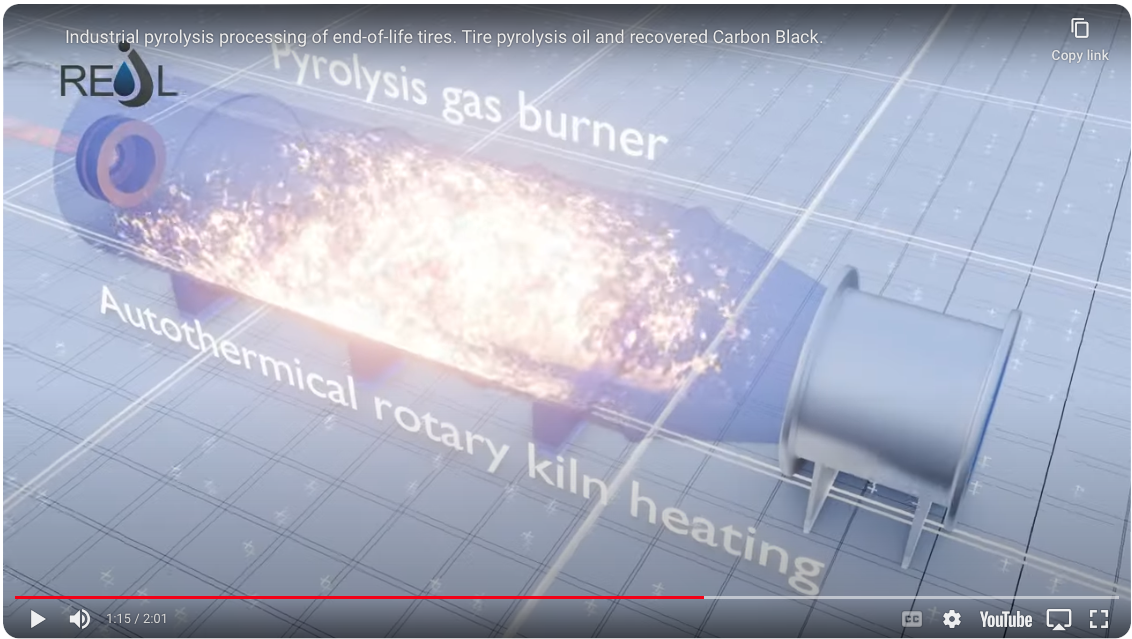 Industrial pyrolysis processing of end-of-life tires. Tire pyrolysis oil and recovered Carbon Black.
Copy link
REOIL
Pyrolysis gas burner
Autothermical rotary kiln heating
1:15 / 2:01
CC
YouTube